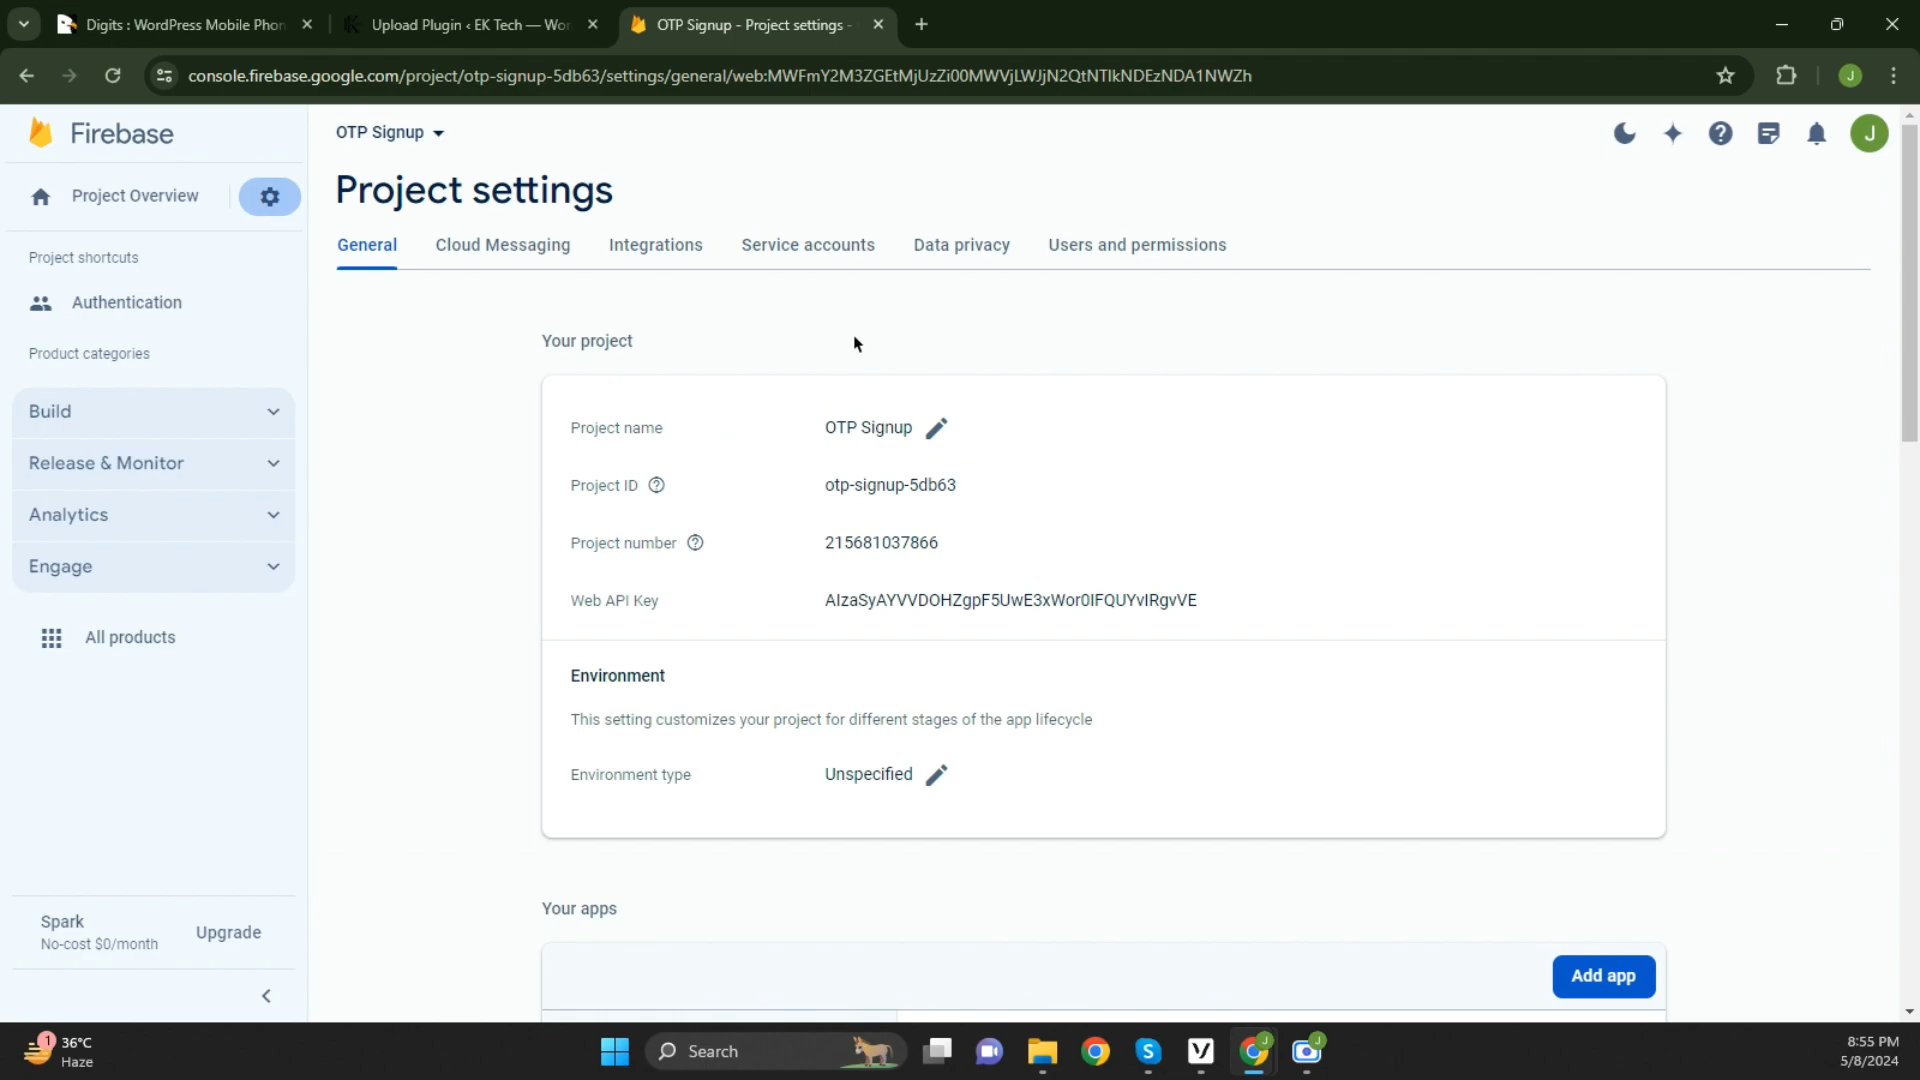 Digits : WordPress Mobile Phon
Upload Plugin ‹ EK Tech — Wor
OTP Signup - Project settings -
console.firebase.google.com/project/otp-signup-5db63/settings/general/web:MWFmY2M3ZGEtMjUzZi00MWVjLWJjN2QtNTlkNDEzNDA1NWZh
J
Firebase
OTP Signup
J
Project Overview
Project settings
General
Cloud Messaging
Integrations
Service accounts
Data privacy
Users and permissions
Project shortcuts
Authentication
Product categories
Build
Release & Monitor
Analytics
Engage
All products
Your project
Project name
OTP Signup
Project ID
otp-signup-5db63
Project number
215681037866
Web API Key
AIzaSyAYVVDOHZgpF5UwE3xWor0IFQUYvIRgvVE
Environment
This setting customizes your project for different stages of the app lifecycle
Environment type
Unspecified
Your apps
Add app
Spark
No-cost $0/month
Upgrade
1
36°C
Haze
Search
J
J
8:55 PM
5/8/2024